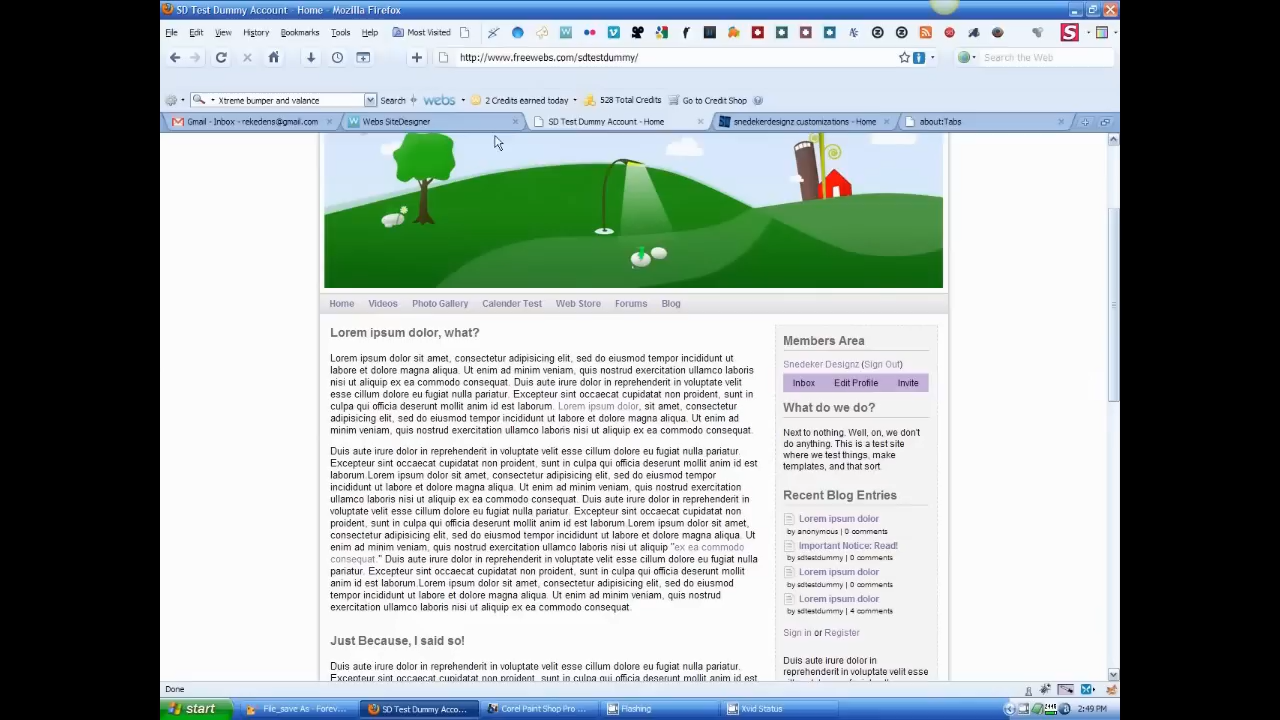 SD Test Dummy Account - Home - Mozilla Firefox
File Edit View History Bookmarks Tools Help Most Visited
http://www.freewebs.com/sdtestdummy/ Search the Web
Xtreme bumper and valance Search webs 2 Credits earned today 528 Total Credits Go to Credit Shop
Gmail - Inbox - rekedens@gmail.com Webs SiteDesigner SD Test Dummy Account - Home snedekerdesignz customizations - Home about:Tabs
Home Videos Photo Gallery Calender Test Web Store Forums Blog
Lorem ipsum dolor, what?
Lorem ipsum dolor sit amet, consectetur adipisicing elit, sed do eiusmod tempor incididunt ut
labore et dolore magna aliqua. Ut enim ad minim veniam, quis nostrud exercitation ullamco laboris
nisi ut aliquip ex ea commodo consequat. Duis aute irure dolor in reprehenderit in voluptate velit
esse cillum dolore eu fugiat nulla pariatur. Excepteur sint occaecat cupidatat non proident, sunt in
culpa qui officia deserunt mollit anim id est laborum. Lorem ipsum dolor, sit amet, consectetur
adipisicing elit, sed do eiusmod tempor incididunt ut labore et dolore magna aliqua. Ut enim ad
minim veniam, quis nostrud exercitation ullamco laboris nisi ut aliquip ex ea commodo consequat.
Duis aute irure dolor in reprehenderit in voluptate velit esse cillum dolore eu fugiat nulla pariatur.
Excepteur sint occaecat cupidatat non proident, sunt in culpa qui officia deserunt mollit anim id est
laborum.Lorem ipsum dolor sit amet, consectetur adipisicing elit, sed do eiusmod tempor
incididunt ut labore et dolore magna aliqua. Ut enim ad minim veniam, quis nostrud exercitation
ullamco laboris nisi ut aliquip ex ea commodo consequat. Duis aute irure dolor in reprehenderit in
voluptate velit esse cillum dolore eu fugiat nulla pariatur. Excepteur sint occaecat cupidatat non
proident, sunt in culpa qui officia deserunt mollit anim id est laborum.Lorem ipsum dolor sit amet,
consectetur adipisicing elit, sed do eiusmod tempor incididunt ut labore et dolore magna aliqua. Ut
enim ad minim veniam, quis nostrud exercitation ullamco laboris nisi ut aliquip "ex ea commodo
consequat." Duis aute irure dolor in reprehenderit in voluptate velit esse cillum dolore eu fugiat nulla
pariatur. Excepteur sint occaecat cupidatat non proident, sunt in culpa qui officia deserunt mollit
anim id est laborum.Lorem ipsum dolor sit amet, consectetur adipisicing elit, sed do eiusmod
tempor incididunt ut labore et dolore magna aliqua. Ut enim ad minim veniam, quis nostrud
exercitation ullamco laboris nisi ut aliquip ex ea commodo consequat.
Just Because, I said so!
Duis aute irure dolor in reprehenderit in voluptate velit esse cillum dolore eu fugiat nulla pariatur.
Members Area
Snedeker Designz (Sign Out)
Inbox Edit Profile Invite
What do we do?
Next to nothing. Well, on, we don't
do anything. This is a test site
where we test things, make
templates, and that sort.
Recent Blog Entries
Lorem ipsum dolor
by anonymous | 0 comments
Important Notice: Read!
by sdtestdummy | 0 comments
Lorem ipsum dolor
by sdtestdummy | 0 comments
Lorem ipsum dolor
by sdtestdummy | 4 comments
Sign in or Register
Duis aute irure dolor in
reprehenderit in voluptate velit esse
Done
start File_save As - Forev... SD Test Dummy Acco... Corel Paint Shop Pro ... Flashing Xvid Status 2:49 PM